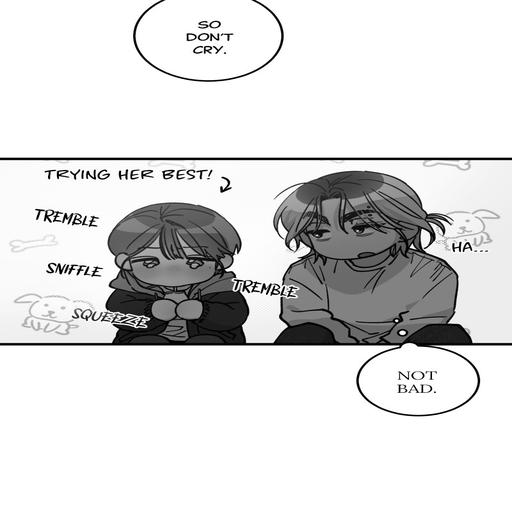 SO
DON'T
CRY.
TRYING HER BEST!
TREMBLE
SNIFFLE
TREMBLE
SQUEEZE
HA...
NOT
BAD.